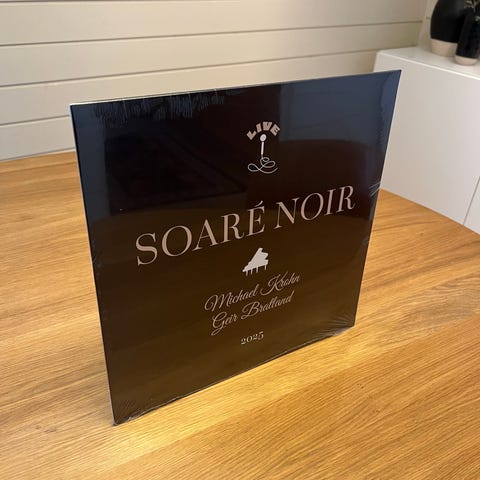 LIVE
SOARÉ NOIR
Michael Krohn
Geir Bratland
2025